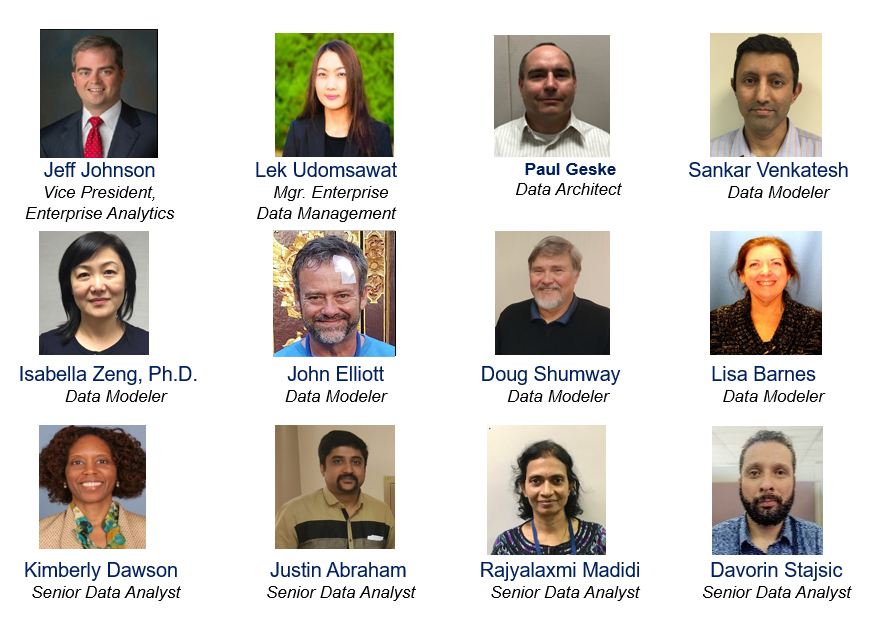 Jeff Johnson
Vice President,
Enterprise Analytics
Lek Udomsawat
Mgr. Enterprise
Data Management
Paul Geske
Data Architect
Sankar Venkatesh
Data Modeler
Isabella Zeng, Ph.D.
Data Modeler
John Elliott
Data Modeler
Doug Shumway
Data Modeler
Lisa Barnes
Data Modeler
Kimberly Dawson
Senior Data Analyst
Justin Abraham
Senior Data Analyst
Rajyalaxmi Madidi
Senior Data Analyst
Davorin Stajsic
Senior Data Analyst